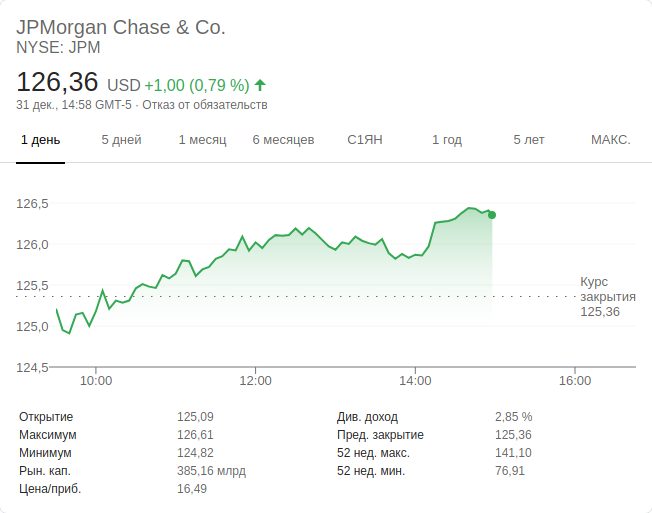 JPMorgan Chase & Co.
NYSE: JPM
126,36 USD +1,00 (0,79 %)
31 дек., 14:58 GMT-5 · Отказ от обязательств
1 день 5 дней 1 месяц 6 месяцев С1ЯН 1 год 5 лет МАКС.
126,5
126,0
125,5
125,0
124,5
Курс
закрытия
125,36
10:00 12:00 14:00 16:00
Открытие 125,09 Див. доход 2,85 %
Максимум 126,61 Пред. закрытие 125,36
Минимум 124,82 52 нед. макс. 141,10
Рын. кап. 385,16 млрд 52 нед. мин. 76,91
Цена/приб. 16,49